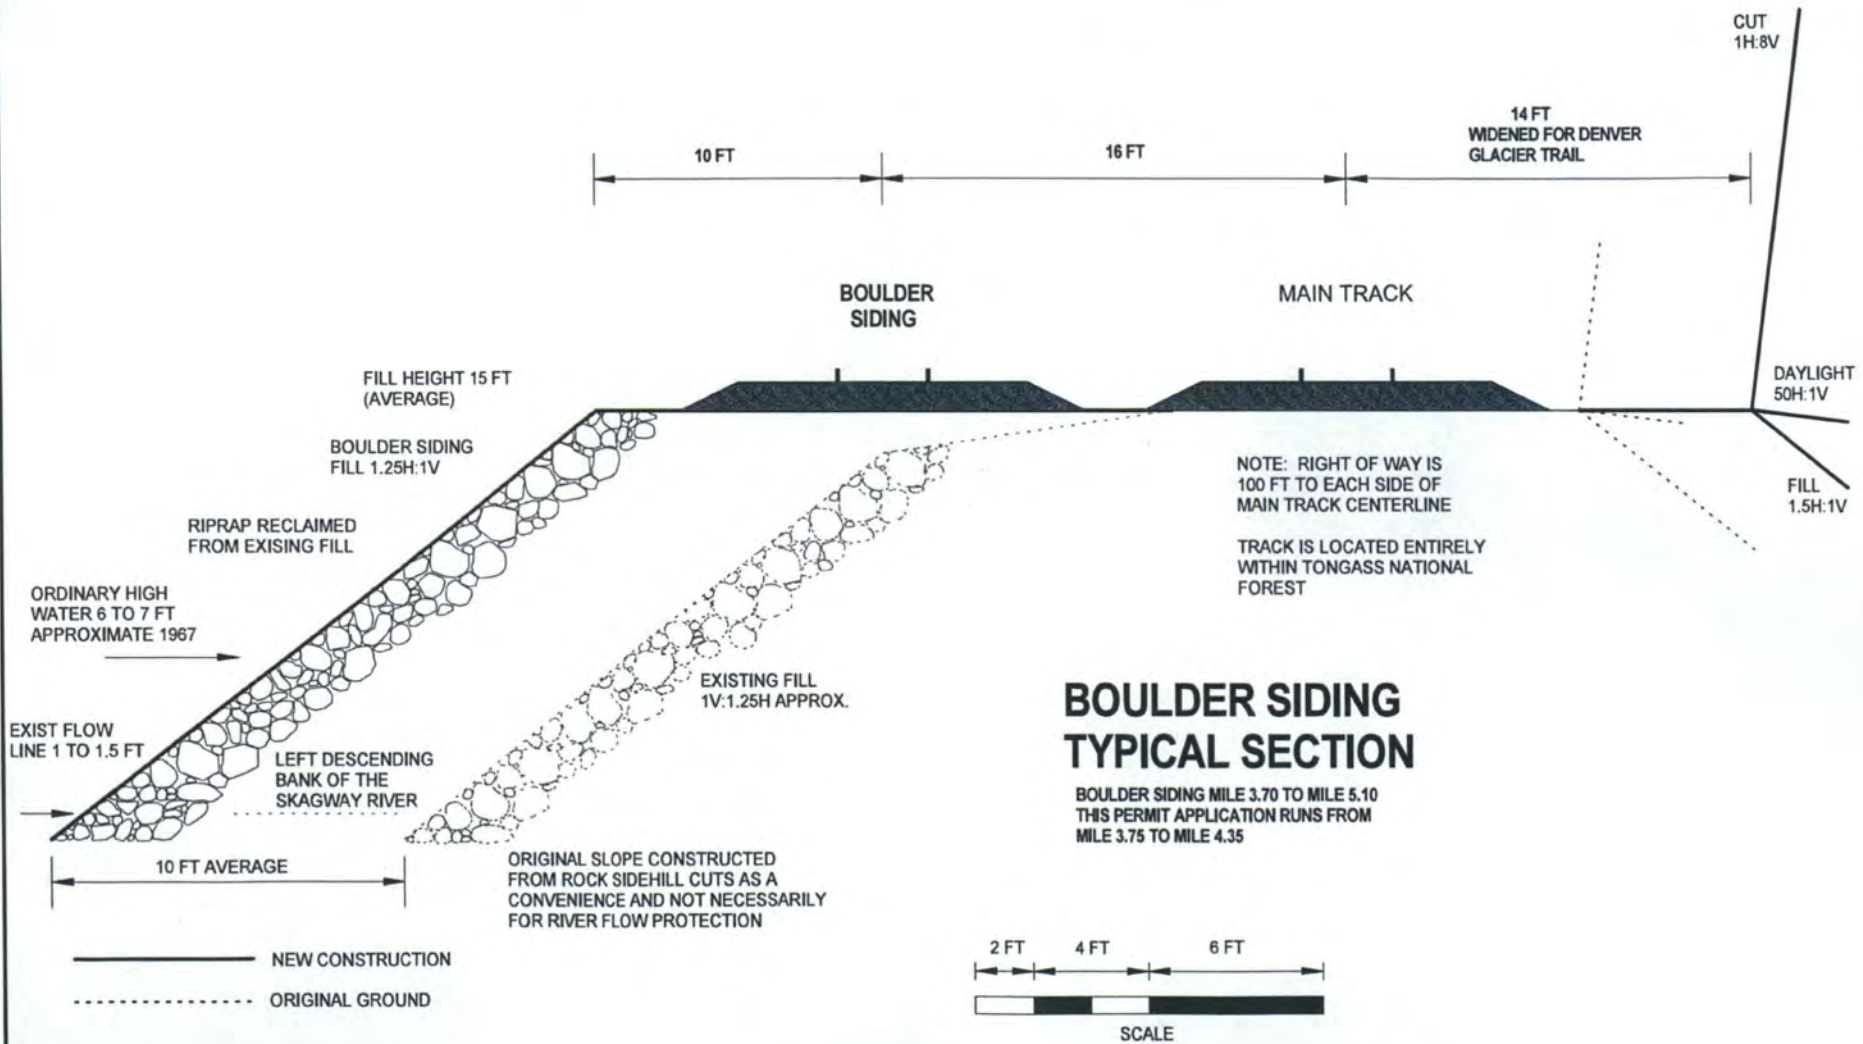 CUT
1H:8V
14 FT
WIDENED FOR DENVER
GLACIER TRAIL
10 FT
16 FT
BOULDER
SIDING
MAIN TRACK
FILL HEIGHT 15 FT
(AVERAGE)
DAYLIGHT
50H:1V
BOULDER SIDING
FILL 1.25H:1V
NOTE: RIGHT OF WAY IS
100 FT TO EACH SIDE OF
MAIN TRACK CENTERLINE
FILL
1.5H:1V
RIPRAP RECLAIMED
FROM EXISING FILL
TRACK IS LOCATED ENTIRELY
WITHIN TONGASS NATIONAL
FOREST
ORDINARY HIGH
WATER 6 TO 7 FT
APPROXIMATE 1967
EXISTING FILL
1V:1.25H APPROX.
BOULDER SIDING
TYPICAL SECTION
EXIST FLOW
LINE 1 TO 1.5 FT
LEFT DESCENDING
BANK OF THE
SKAGWAY RIVER
BOULDER SIDING MILE 3.70 TO MILE 5.10
THIS PERMIT APPLICATION RUNS FROM
MILE 3.75 TO MILE 4.35
10 FT AVERAGE
ORIGINAL SLOPE CONSTRUCTED
FROM ROCK SIDEHILL CUTS AS A
CONVENIENCE AND NOT NECESSARILY
FOR RIVER FLOW PROTECTION
NEW CONSTRUCTION
ORIGINAL GROUND
2 FT
4 FT
6 FT
SCALE